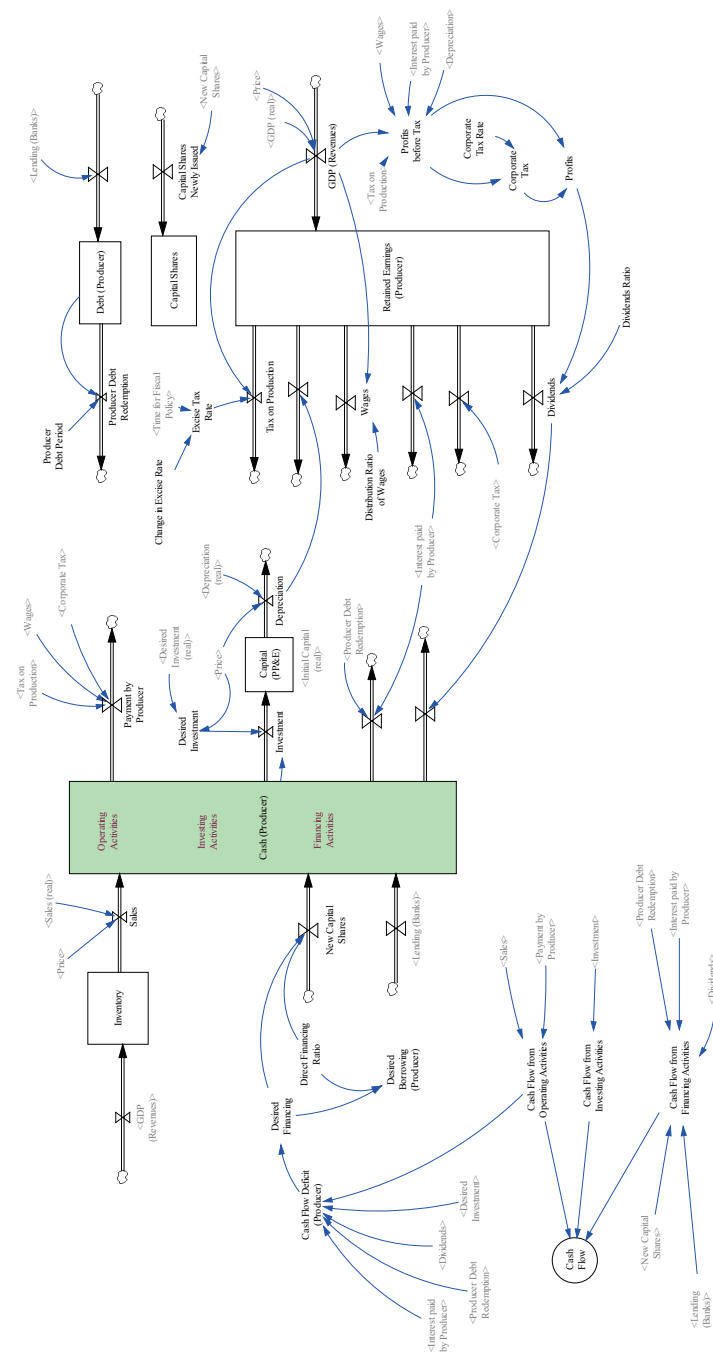 <Tax on
Production>
<Wages>
<Corporate Tax>
Payment by
Producer
<Lending (Banks)>
Debt (Producer)
Producer
Debt Period
Producer Debt
Redemption
<New Capital
Shares>
Capital Shares
Newly Issued
Capital Shares
<GDP
(Revenues)>
Inventory
<Price>
<Sales (real)>
Sales
Operating
Activities
Investing
Activities
Cash (Producer)
Financing
Activities
<Desired
Investment (real)>
Desired
Investment
<Price>
<Depreciation
(real)>
Investment
Capital
(PP&E)
Depreciation
<Initial Capital
(real)>
Change in Excise Rate
<Time for Fiscal
Policy>
Excise Tax
Rate
Tax on Production
Wages
Distribution Ratio
of Wages
<Interest paid
by Producer>
<Corporate Tax>
Dividends
Dividends Ratio
Retained Earnings
(Producer)
<Price>
<GDP (real)>
GDP (Revenues)
<Tax on
Production>
<Wages>
<Interest paid
by Producer>
<Depreciation>
Profits
before Tax
Corporate
Tax Rate
Corporate
Tax
Profits
<Producer Debt
Redemption>
New Capital
Shares
<Lending (Banks)>
Desired
Financing
Direct Financing
Ratio
Desired
Borrowing
(Producer)
Cash Flow Deficit
(Producer)
<Interest paid
by Producer>
<Producer Debt
Redemption>
<Dividends>
<Desired
Investment>
<Sales>
<Payment by
Producer>
Cash Flow from
Operating Activities
<Investment>
Cash Flow from
Investing Activities
Cash
Flow
<Producer Debt
Redemption>
<Interest paid by
Producer>
<Dividends>
Cash Flow from
Financing Activities
<New Capital
Shares>
<Lending
(Banks)>